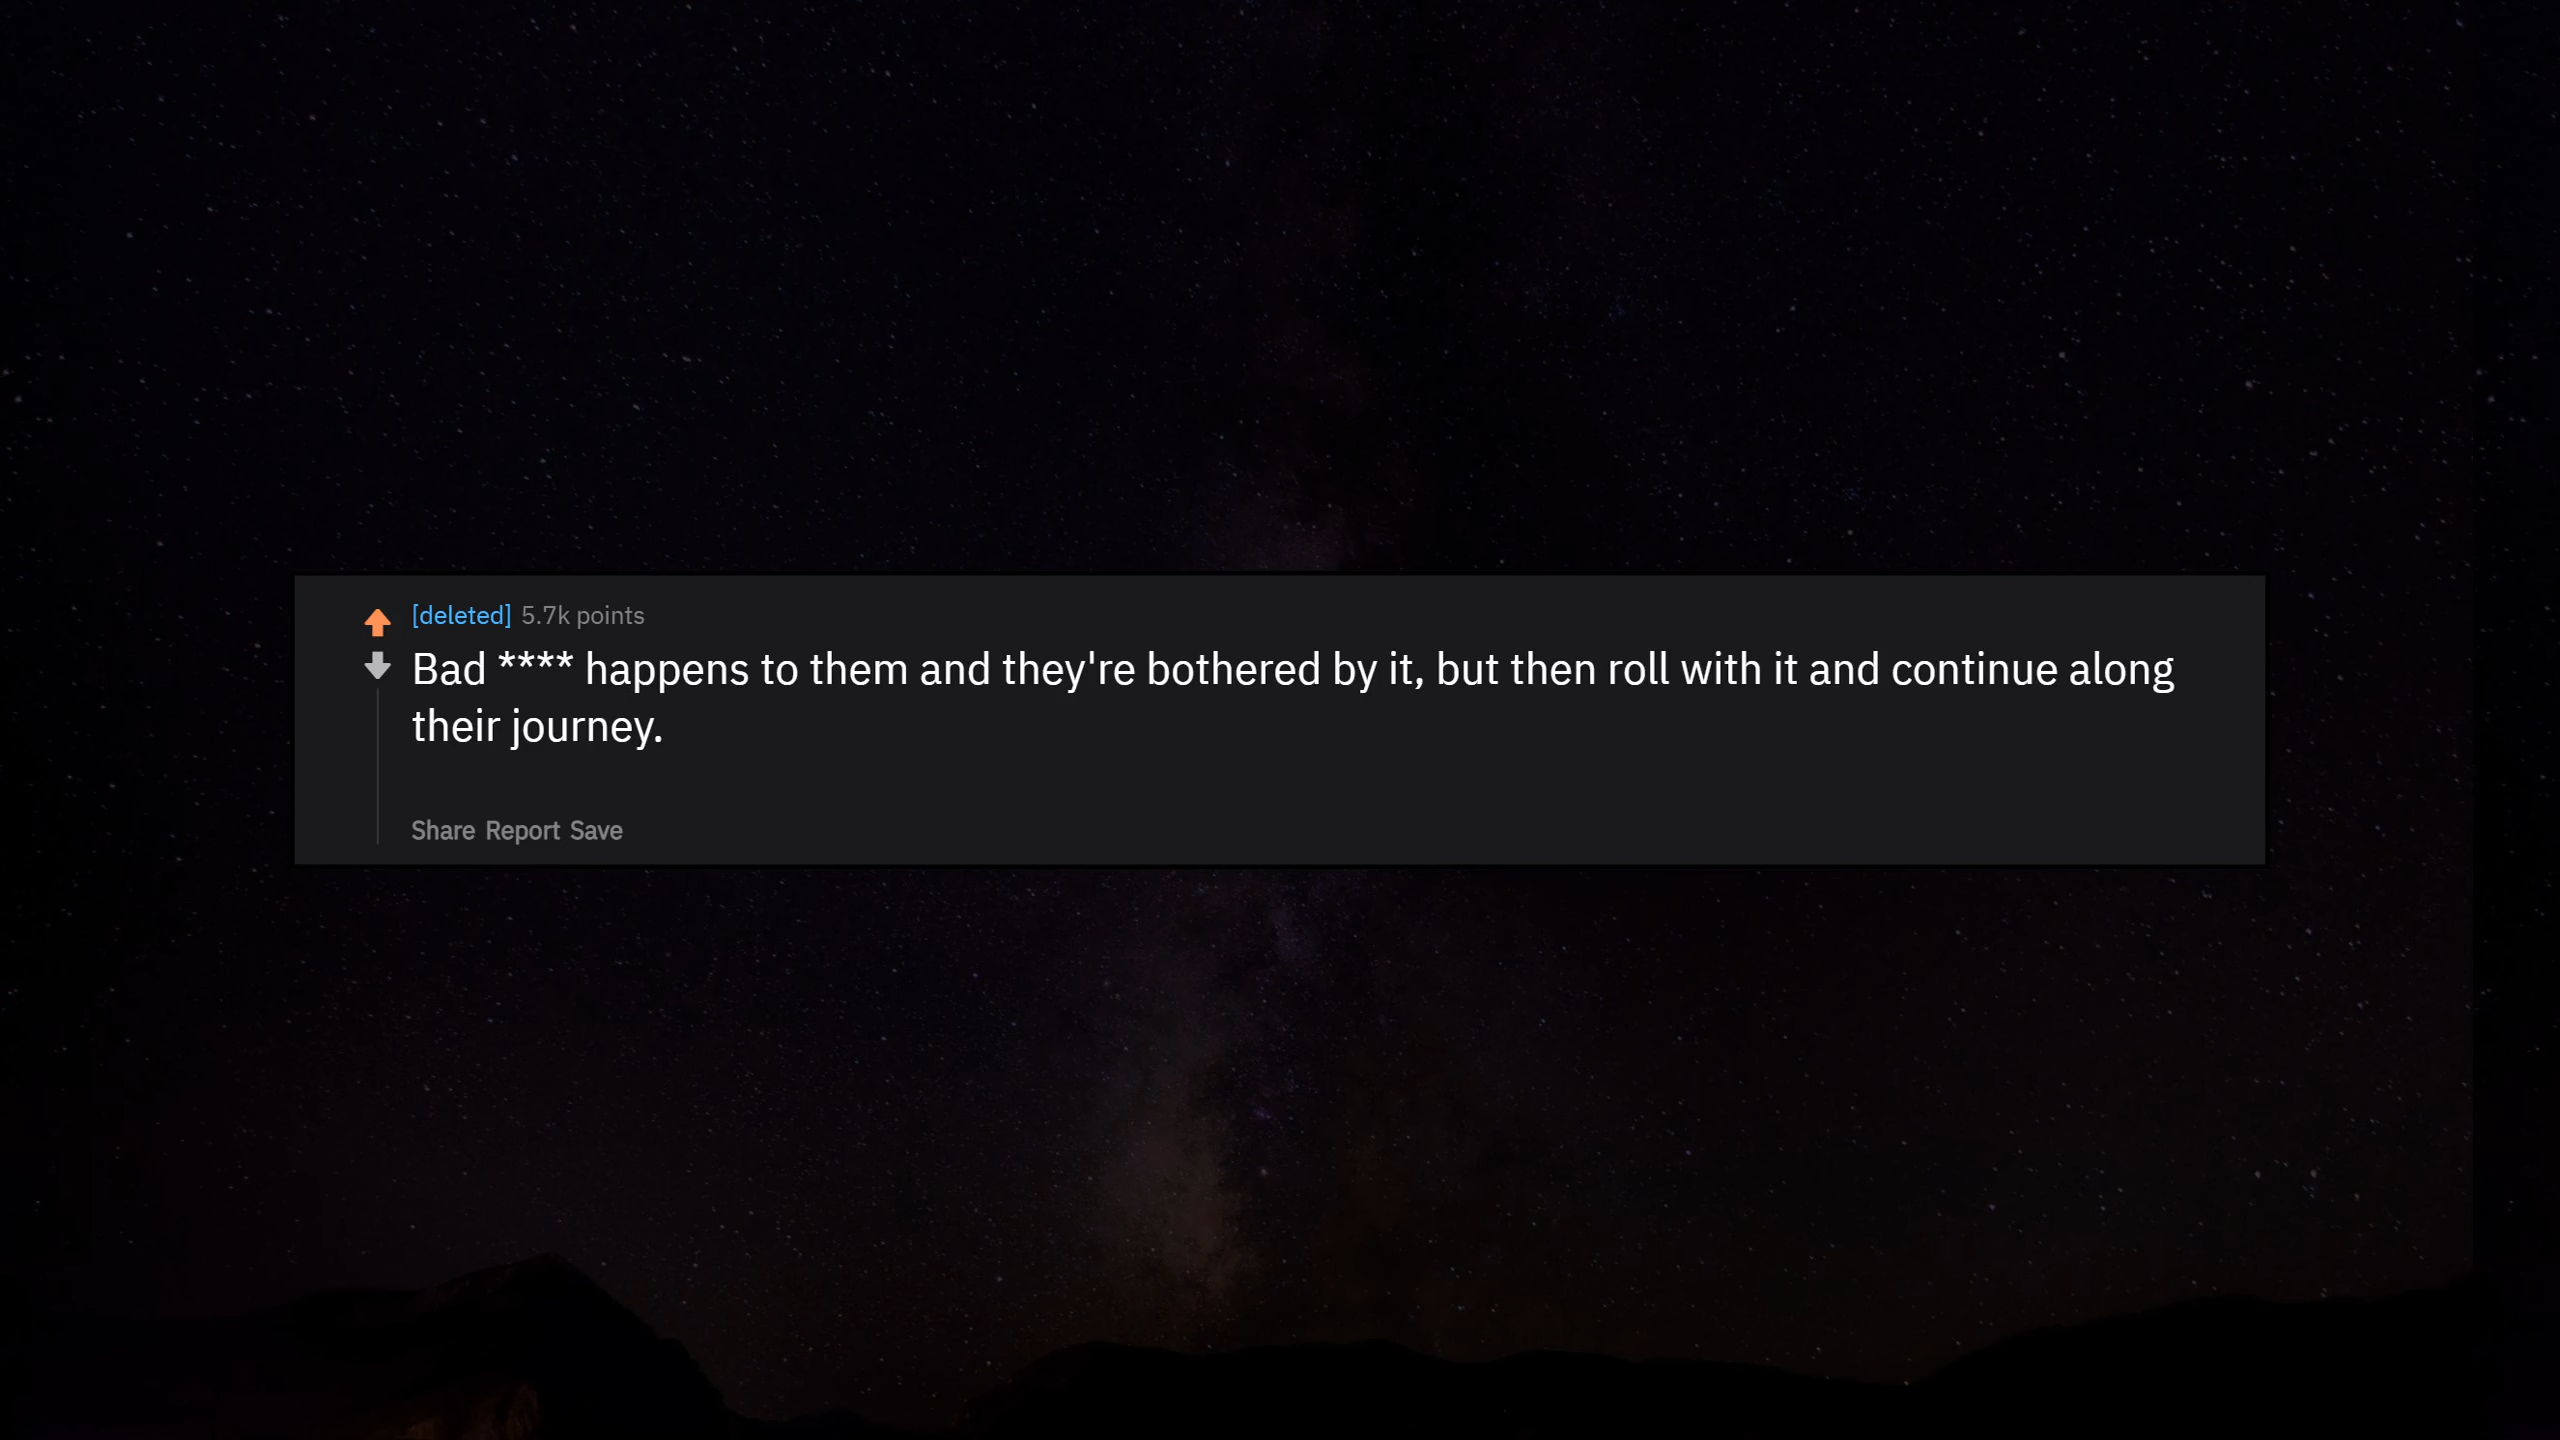 [deleted] 5.7k points
Bad **** happens to them and they're bothered by it, but then roll with it and continue along
their journey.
Share Report Save